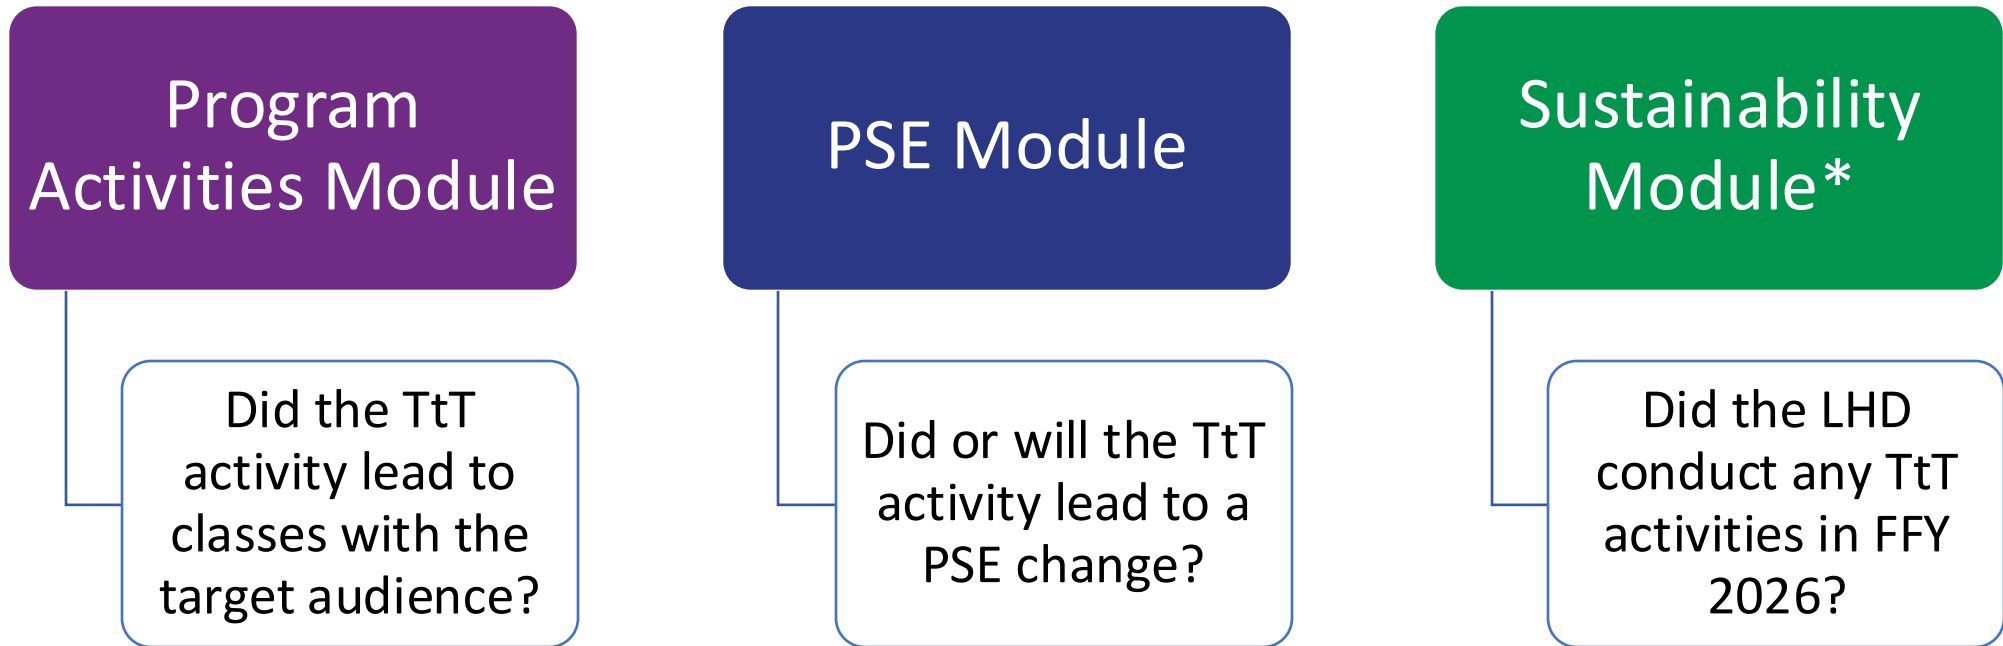 Program
Activities Module
Did the TtT
activity lead to
classes with the
target audience?
PSE Module
Did or will the TtT
activity lead to a
PSE change?
Sustainability
Module*
Did the LHD
conduct any TtT
activities in FFY
2026?